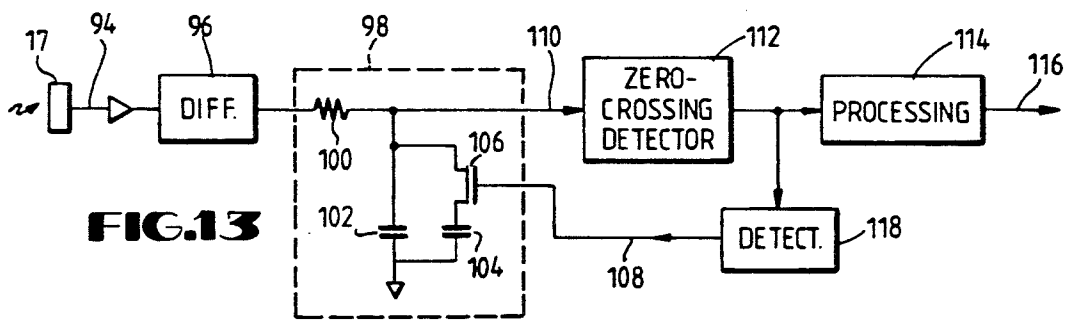 17
94
96
98
110
112
114
116
DIFF.
ZERO-
CROSSING
DETECTOR
PROCESSING
100
106
102
104
108
DETECT.
118
FIG.13